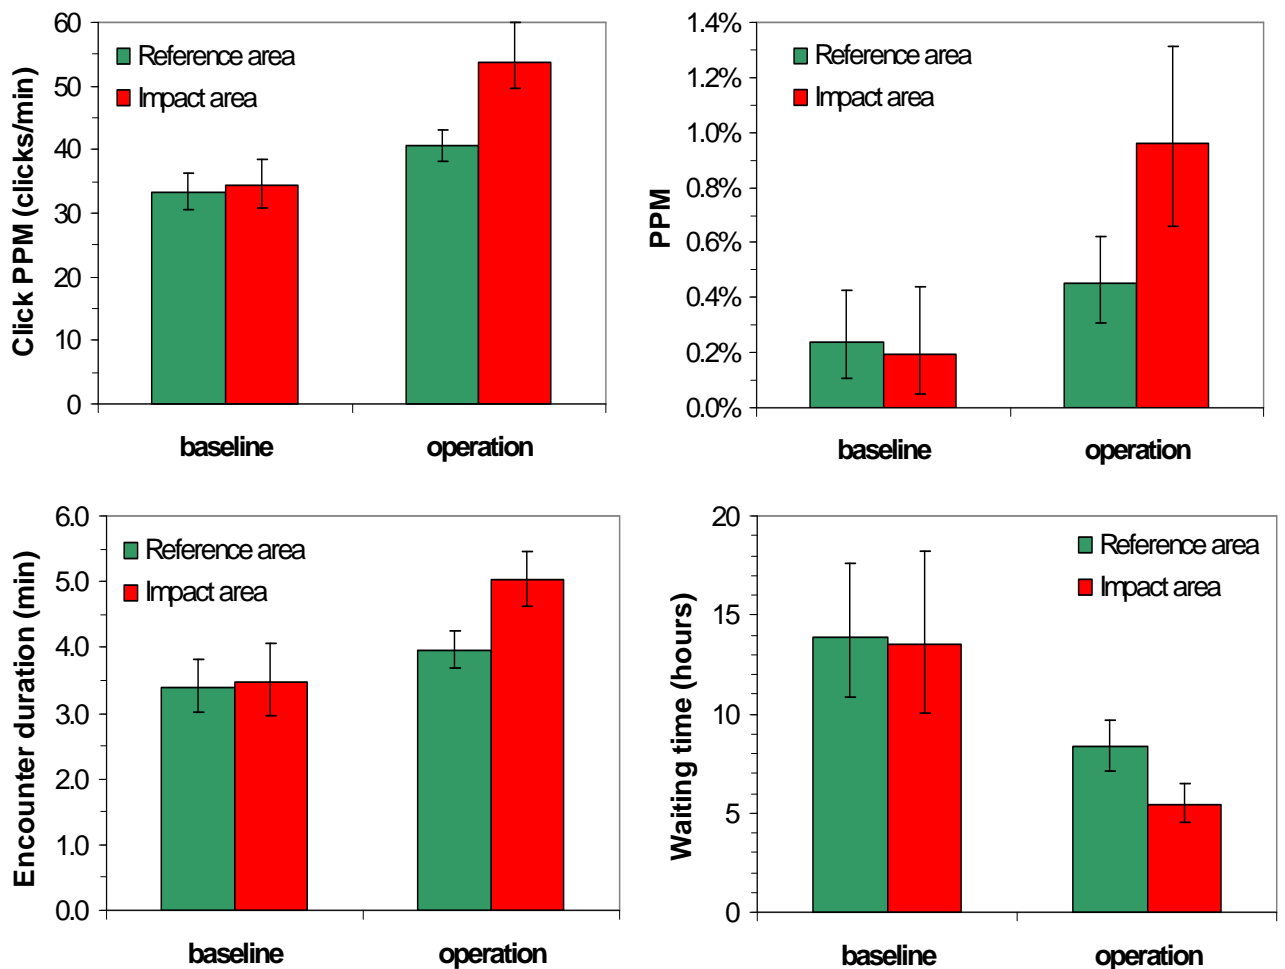 Click PPM (clicks/min)
60
50
40
30
20
10
0
Reference area
Impact area
baseline
operation
PPM
1.4%
1.2%
1.0%
0.8%
0.6%
0.4%
0.2%
0.0%
Reference area
Impact area
baseline
operation
Encounter duration (min)
6.0
5.0
4.0
3.0
2.0
1.0
0.0
Reference area
Impact area
baseline
operation
Waiting time (hours)
20
15
10
5
0
Reference area
Impact area
baseline
operation